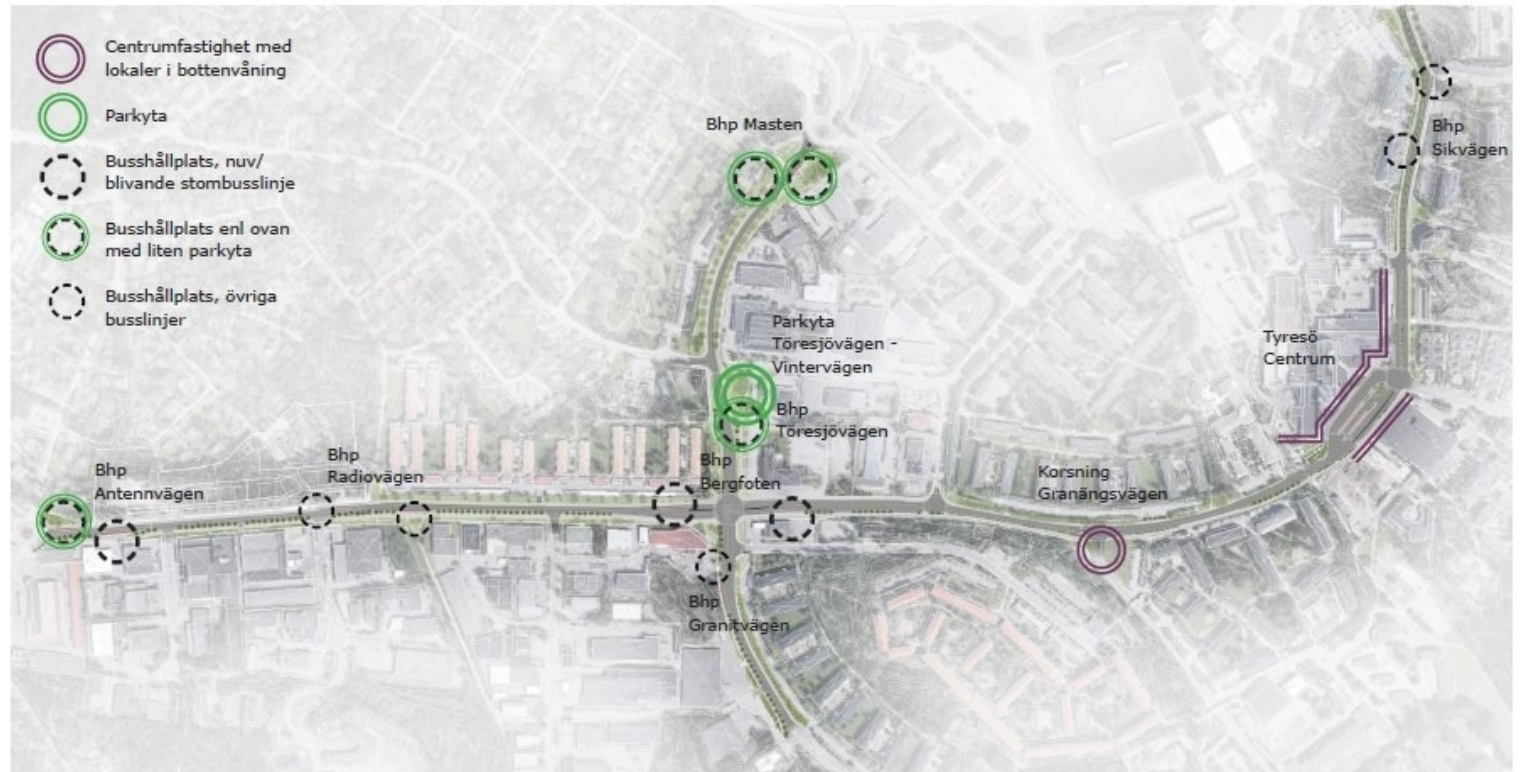 Centrumfastighet med
lokaler i bottenvåning
Parkyta
Busshållplats, nuv/
blivande stombusslinje
Busshållplats enl ovan
med liten parkyta
Busshållplats, övriga
busslinjer
Bhp Masten
Bhp
Sikvägen
Parkyta
Töresjövägen -
Vintervägen
Tyresö
Centrum
Bhp
Töresjövägen
Bhp
Radiovägen
Bhp
Bergfoten
Bhp
Antennvägen
Korsning
Granängsvägen
Bhp
Granitvägen